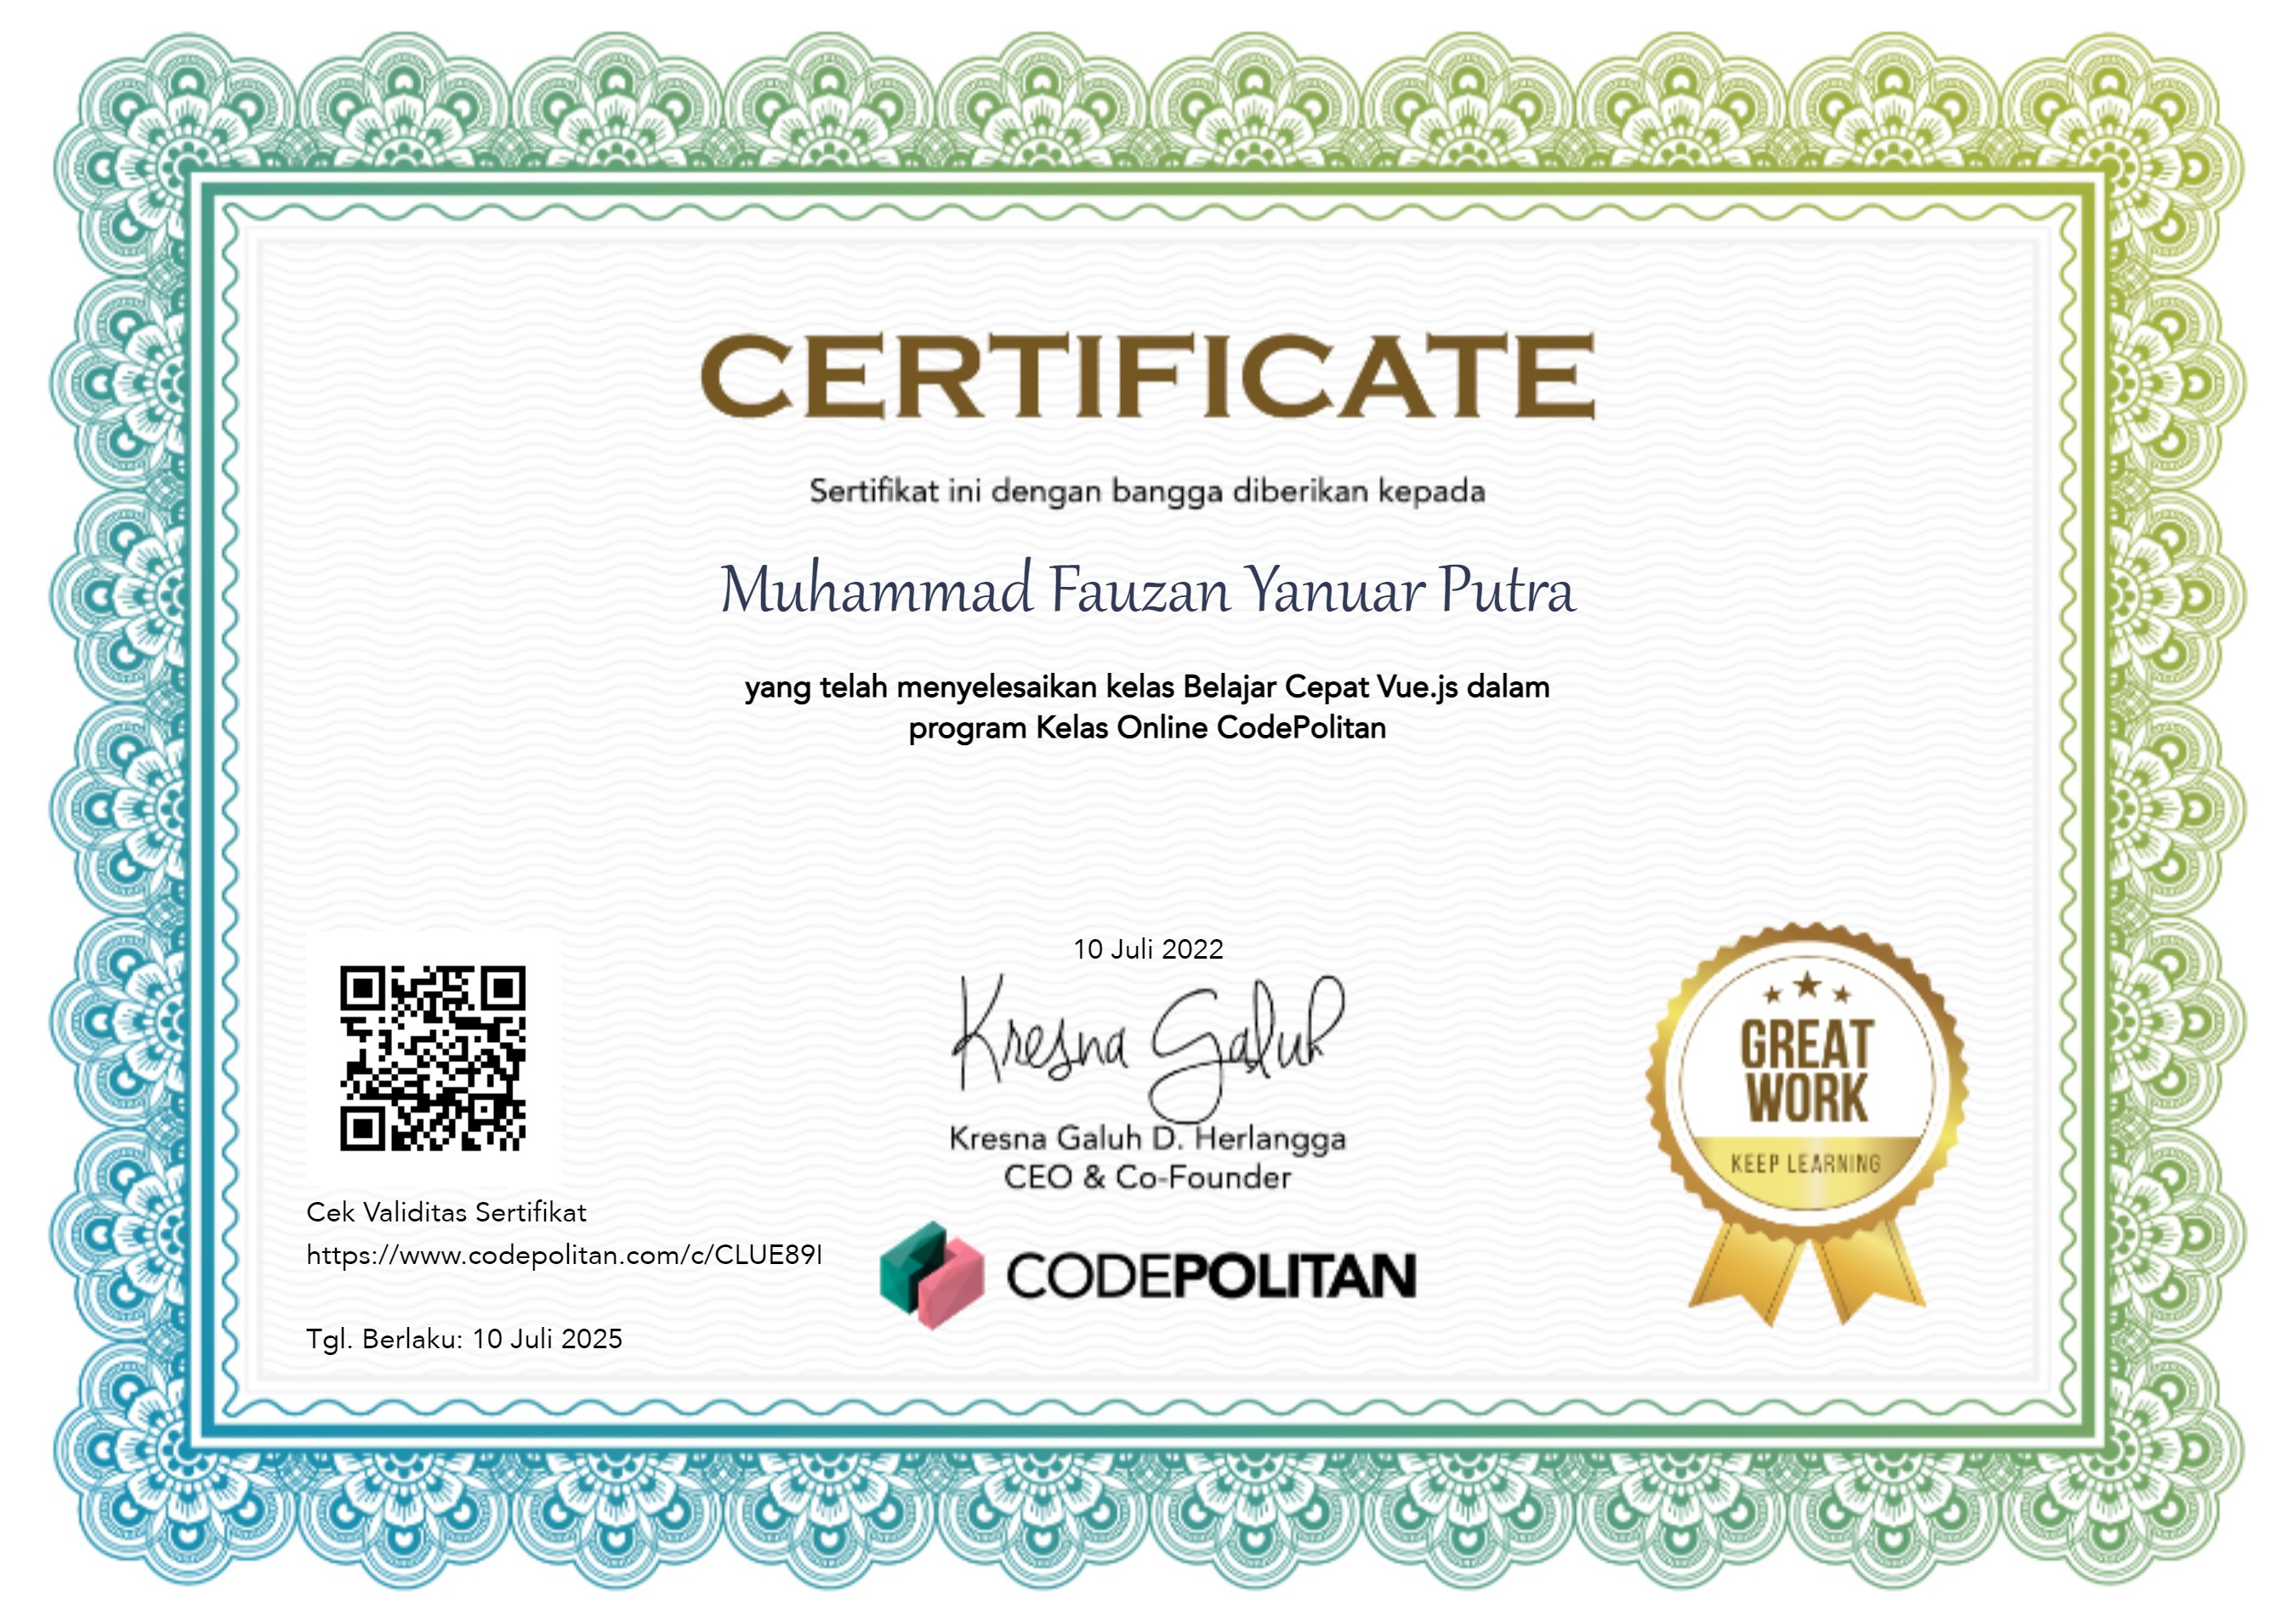 CERTIFICATE
Sertifikat ini dengan bangga diberikan kepada
Muhammad Fauzan Yanuar Putra
yang telah menyelesaikan kelas Belajar Cepat Vue.js dalam
program Kelas Online CodePolitan
10 Juli 2022
Kresna Galuh
Kresna Galuh D. Herlangga
CEO & Co-Founder
CODEPOLITAN
Cek Validitas Sertifikat
https://www.codepolitan.com/c/CLUE89I
Tgl. Berlaku: 10 Juli 2025
GREAT
WORK
KEEP LEARNING